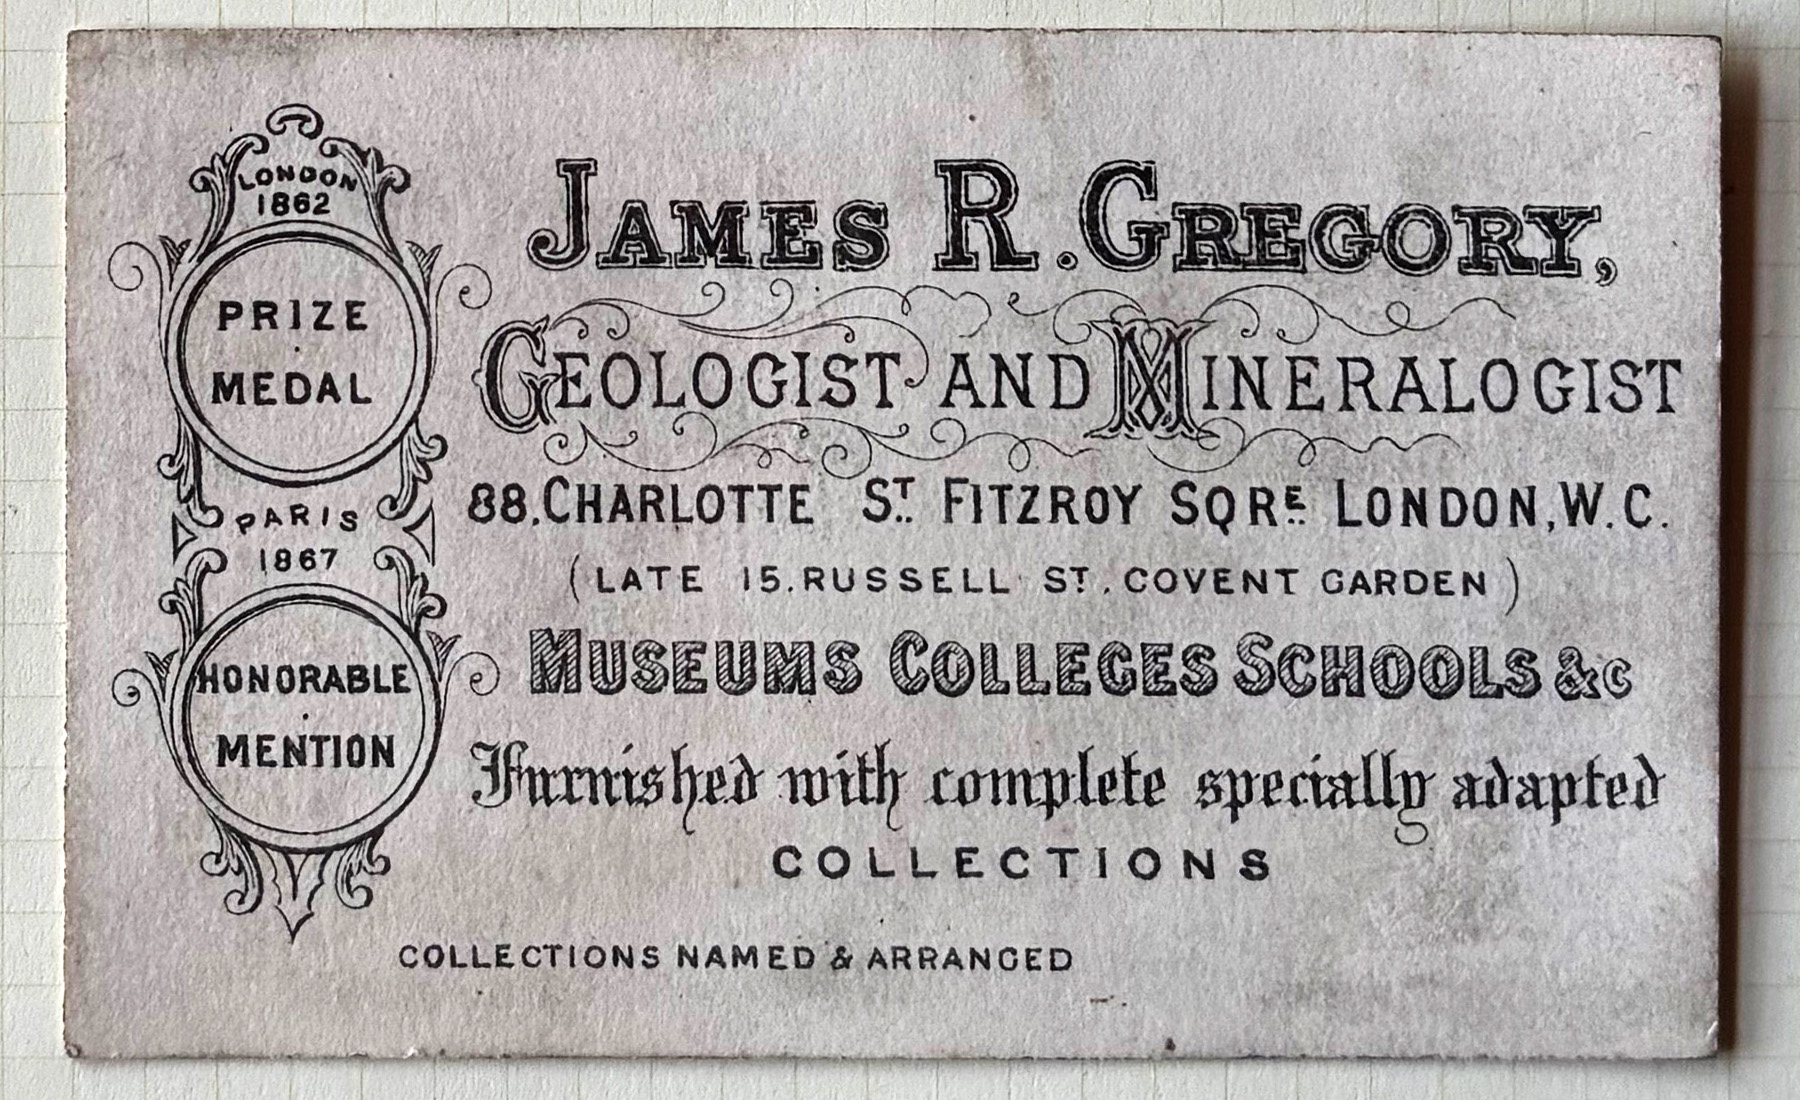 LONDON
1862
PRIZE
MEDAL
PARIS
1867
HONORABLE
MENTION
JAMES R. GREGORY,
GEOLOGIST AND MINERALOGIST
88, CHARLOTTE ST. FITZROY SQRE. LONDON, W.C.
(LATE 15. RUSSELL ST. COVENT GARDEN)
MUSEUMS COLLEGES SCHOOLS &c
Furnished with complete specially adapted
COLLECTIONS
COLLECTIONS NAMED & ARRANGED